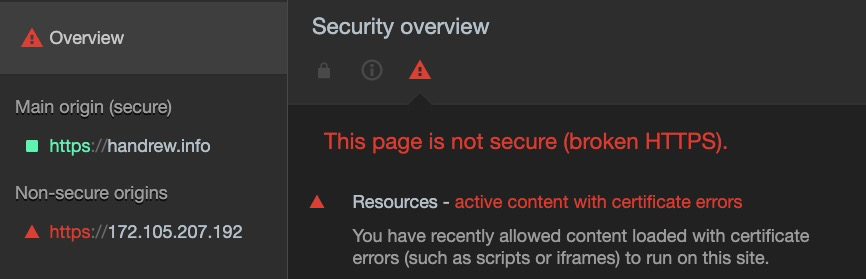 Overview
Main origin (secure)
https://handrew.info
Non-secure origins
https://172.105.207.192
Security overview
This page is not secure (broken HTTPS).
Resources - active content with certificate errors
You have recently allowed content loaded with certificate
errors (such as scripts or iframes) to run on this site.